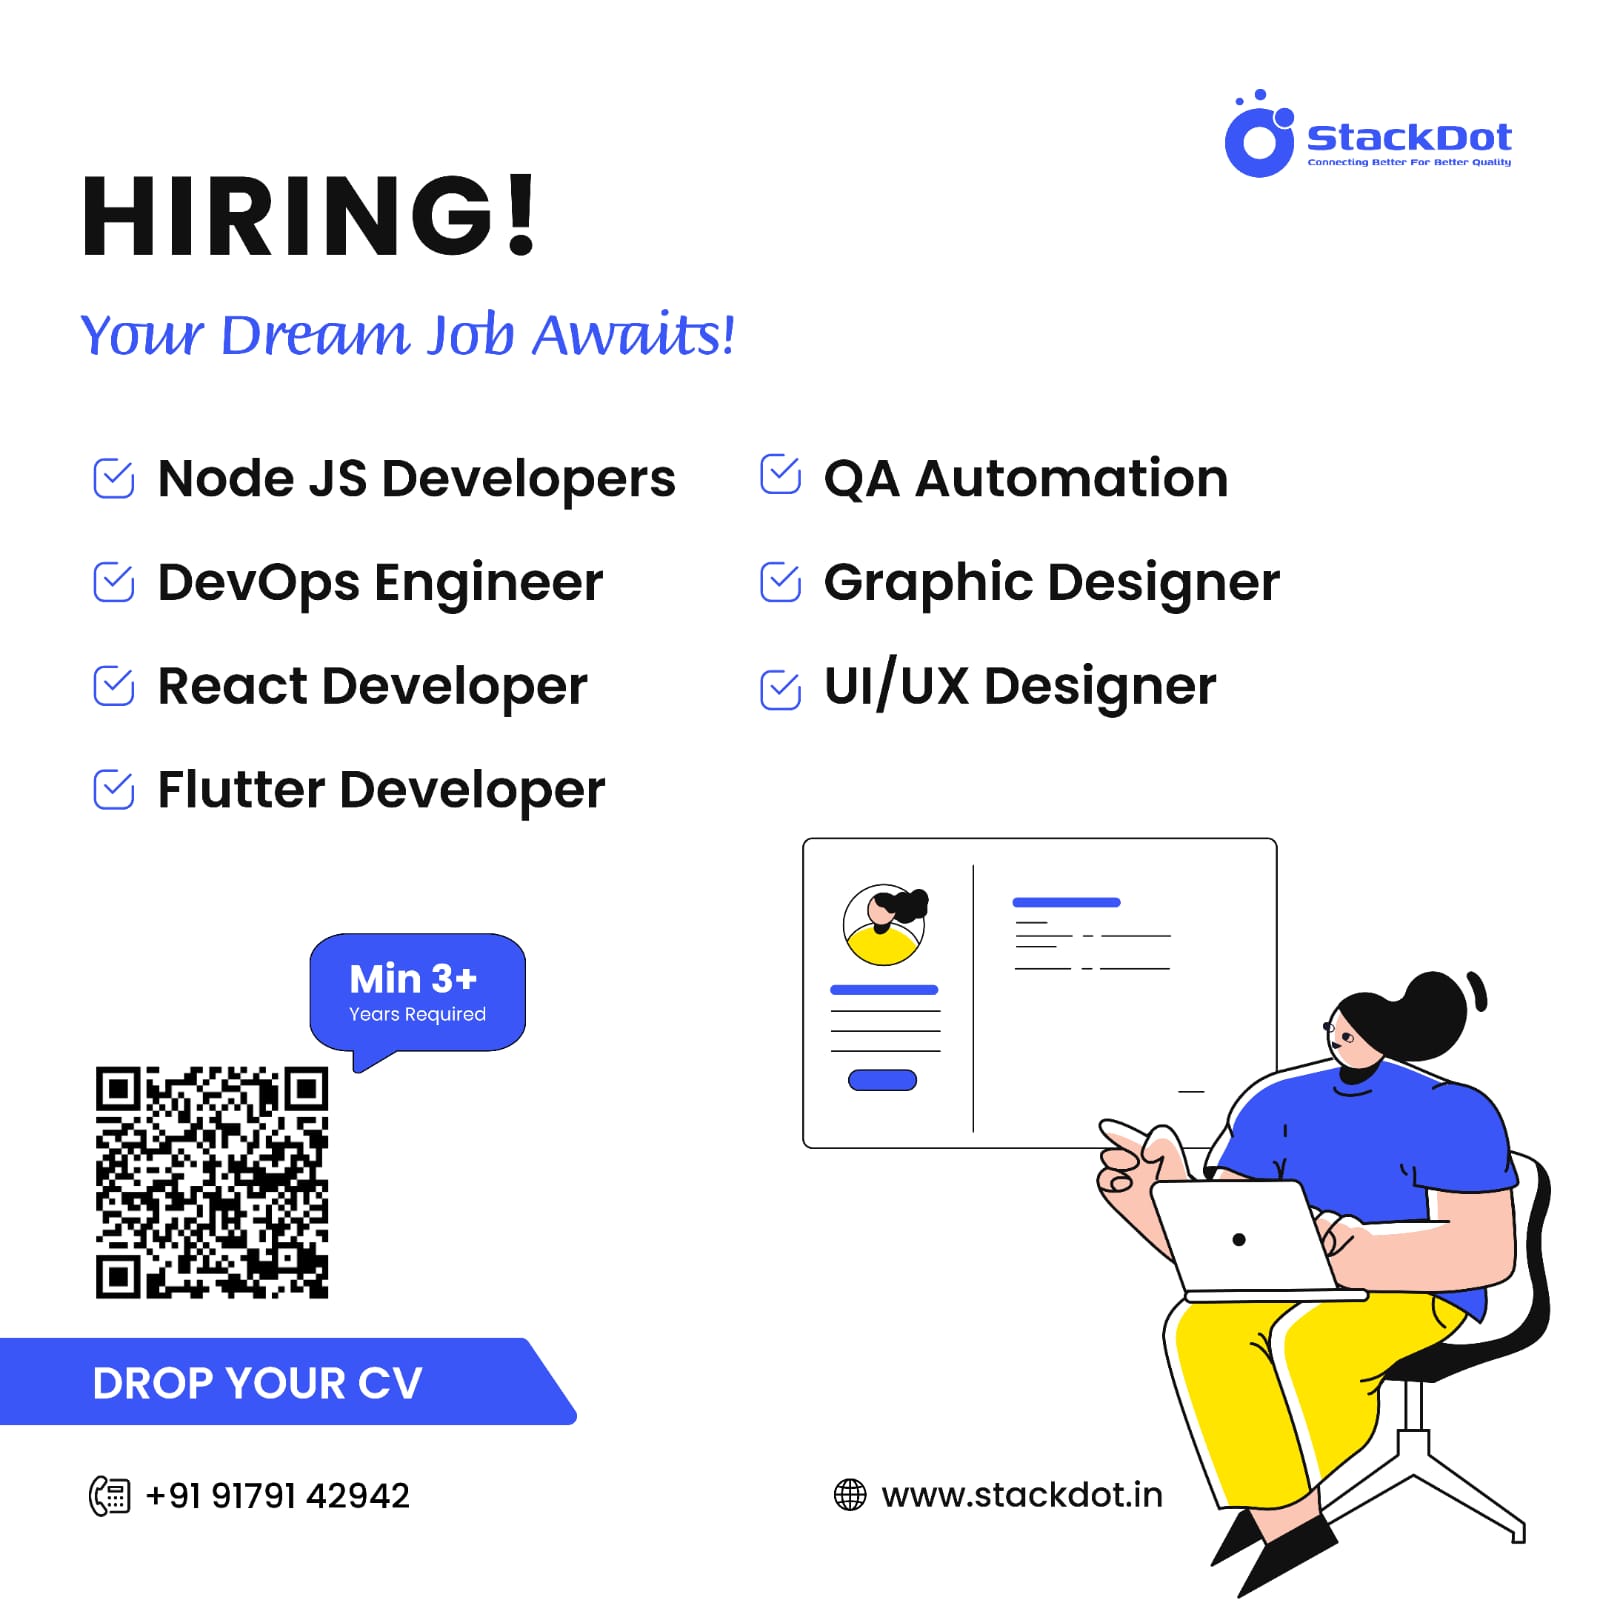 StackDot
Connecting Better For Better Quality
HIRING!
Your Dream Job Awaits!
Node JS Developers
DevOps Engineer
React Developer
Flutter Developer
QA Automation
Graphic Designer
UI/UX Designer
Min 3+
Years Required
DROP YOUR CV
+91 91791 42942
www.stackdot.in